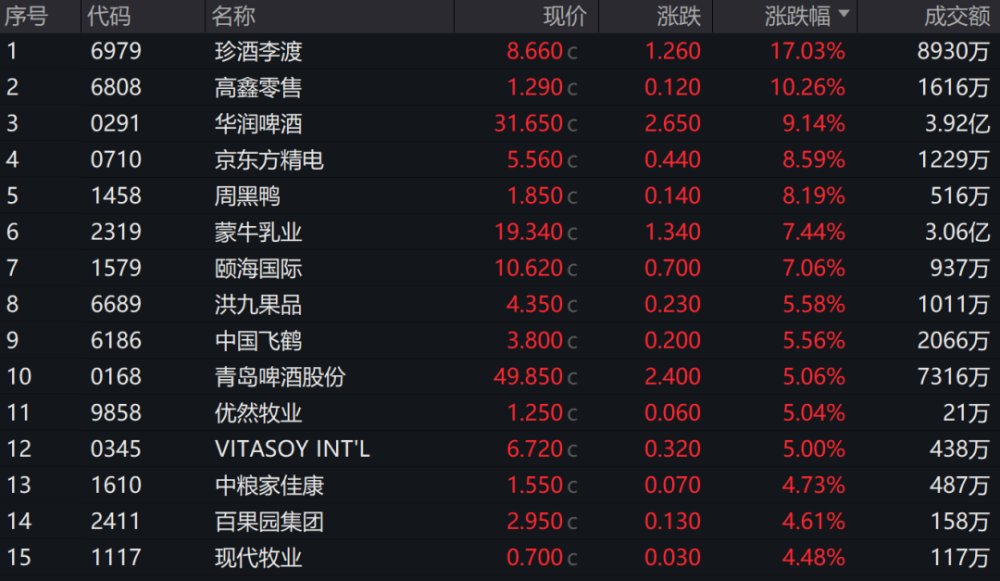 序号 代码 名称 现价 涨跌 涨跌幅 成交额
1 6979 珍酒李渡 8.660 c 1.260 17.03% 8930万
2 6808 高鑫零售 1.290 c 0.120 10.26% 1616万
3 0291 华润啤酒 31.650 c 2.650 9.14% 3.92亿
4 0710 京东方精电 5.560 c 0.440 8.59% 1229万
5 1458 周黑鸭 1.850 c 0.140 8.19% 516万
6 2319 蒙牛乳业 19.340 c 1.340 7.44% 3.06亿
7 1579 颐海国际 10.620 c 0.700 7.06% 937万
8 6689 洪九果品 4.350 c 0.230 5.58% 1011万
9 6186 中国飞鹤 3.800 c 0.200 5.56% 2066万
10 0168 青岛啤酒股份 49.850 c 2.400 5.06% 7316万
11 9858 优然牧业 1.250 c 0.060 5.04% 21万
12 0345 VITASOY INT'L 6.720 c 0.320 5.00% 438万
13 1610 中粮家佳康 1.550 c 0.070 4.73% 487万
14 2411 百果园集团 2.950 c 0.130 4.61% 158万
15 1117 现代牧业 0.700 c 0.030 4.48% 117万